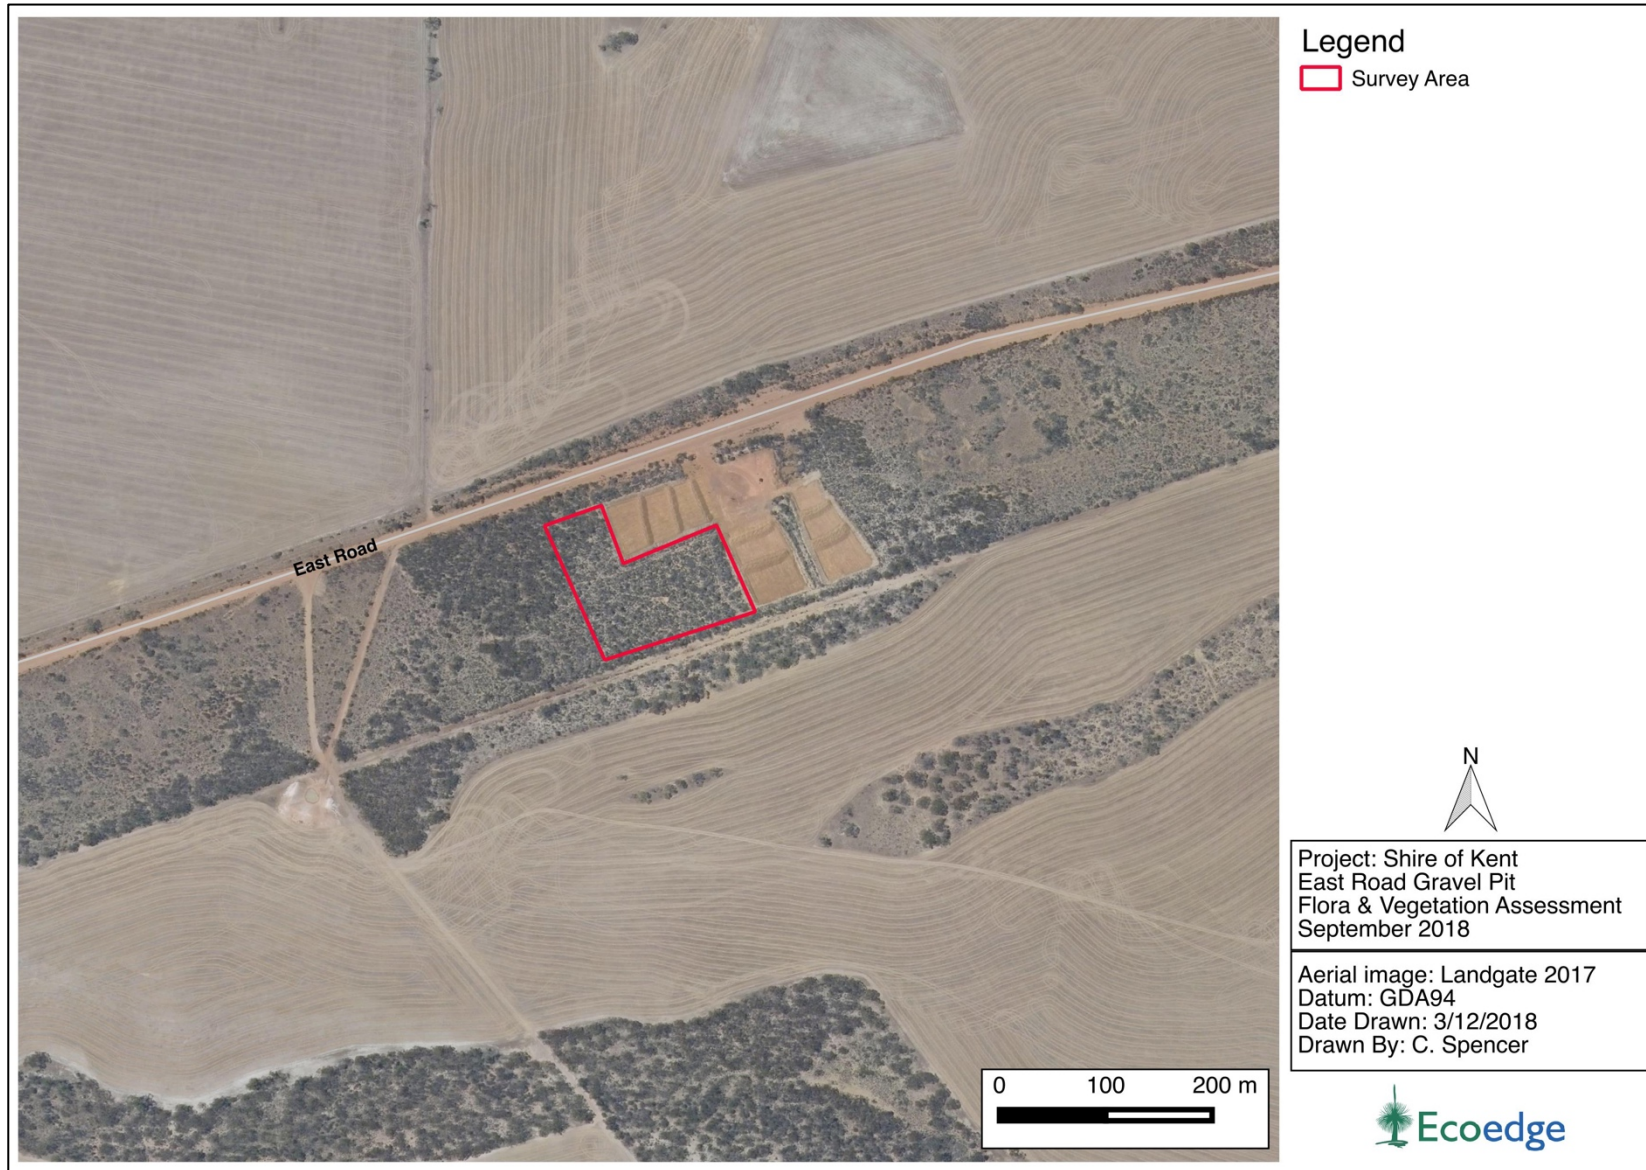 Legend
Survey Area
East Road
N
Project: Shire of Kent
East Road Gravel Pit
Flora & Vegetation Assessment
September 2018
Aerial image: Landgate 2017
Datum: GDA94
Date Drawn: 3/12/2018
Drawn By: C. Spencer
0 100 200 m
Ecoedge